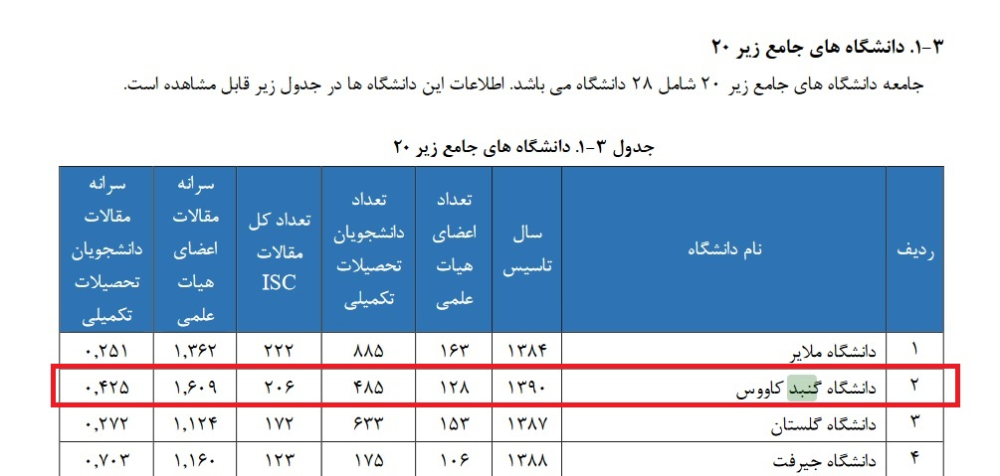 ۳-۱. دانشگاه های جامع زیر ۲۰
جامعه دانشگاه های جامع زیر ۲۰ شامل ۲۸ دانشگاه می باشد. اطلاعات این دانشگاه ها در جدول زیر قابل مشاهده است.
جدول ۳-۱. دانشگاه های جامع زیر ۲۰
ردیف نام دانشگاه سال تاسیس تعداد اعضای هیات علمی تعداد دانشجویان تحصیلات تکمیلی تعداد کل مقالات ISC سرانه مقالات اعضای هیات علمی سرانه مقالات دانشجویان تحصیلات تکمیلی
۱ دانشگاه ملایر ۱۳۸۴ ۱۶۳ ۸۸۵ ۲۲۲ ۱,۳۶۲ ۰,۲۵۱
۲ دانشگاه گنبد کاووس ۱۳۹۰ ۱۲۸ ۴۸۵ ۲۰۶ ۱,۶۰۹ ۰,۴۲۵
۳ دانشگاه گلستان ۱۳۸۷ ۱۵۳ ۶۳۳ ۱۷۲ ۱,۱۲۴ ۰,۲۷۲
۴ دانشگاه جیرفت ۱۳۸۸ ۱۰۶ ۱۷۵ ۱۲۳ ۱,۱۶۰ ۰,۷۰۳